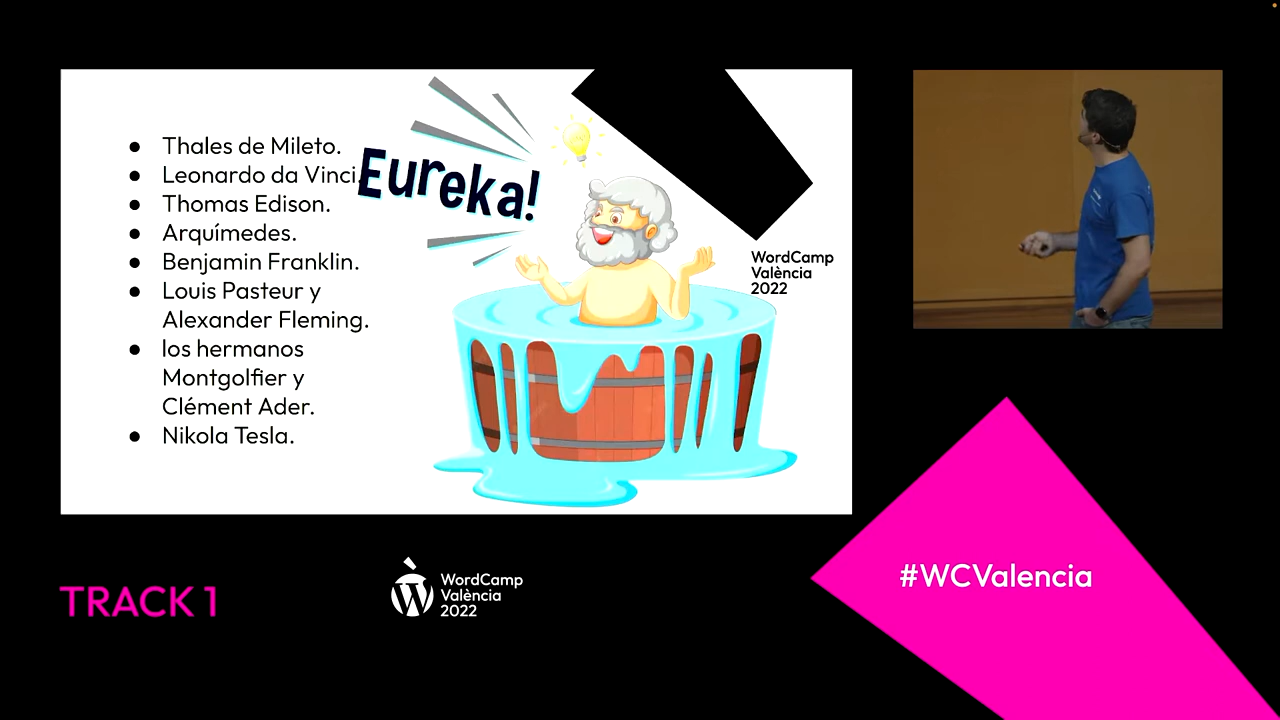 Thales de Mileto.
Leonardo da Vinci.
Thomas Edison.
Arquímedes.
Benjamin Franklin.
Louis Pasteur y
Alexander Fleming.
los hermanos
Montgolfier y
Clément Ader.
Nikola Tesla.
Eureka!
WordCamp
València
2022
TRACK 1
WordCamp
València
2022
#WCValencia